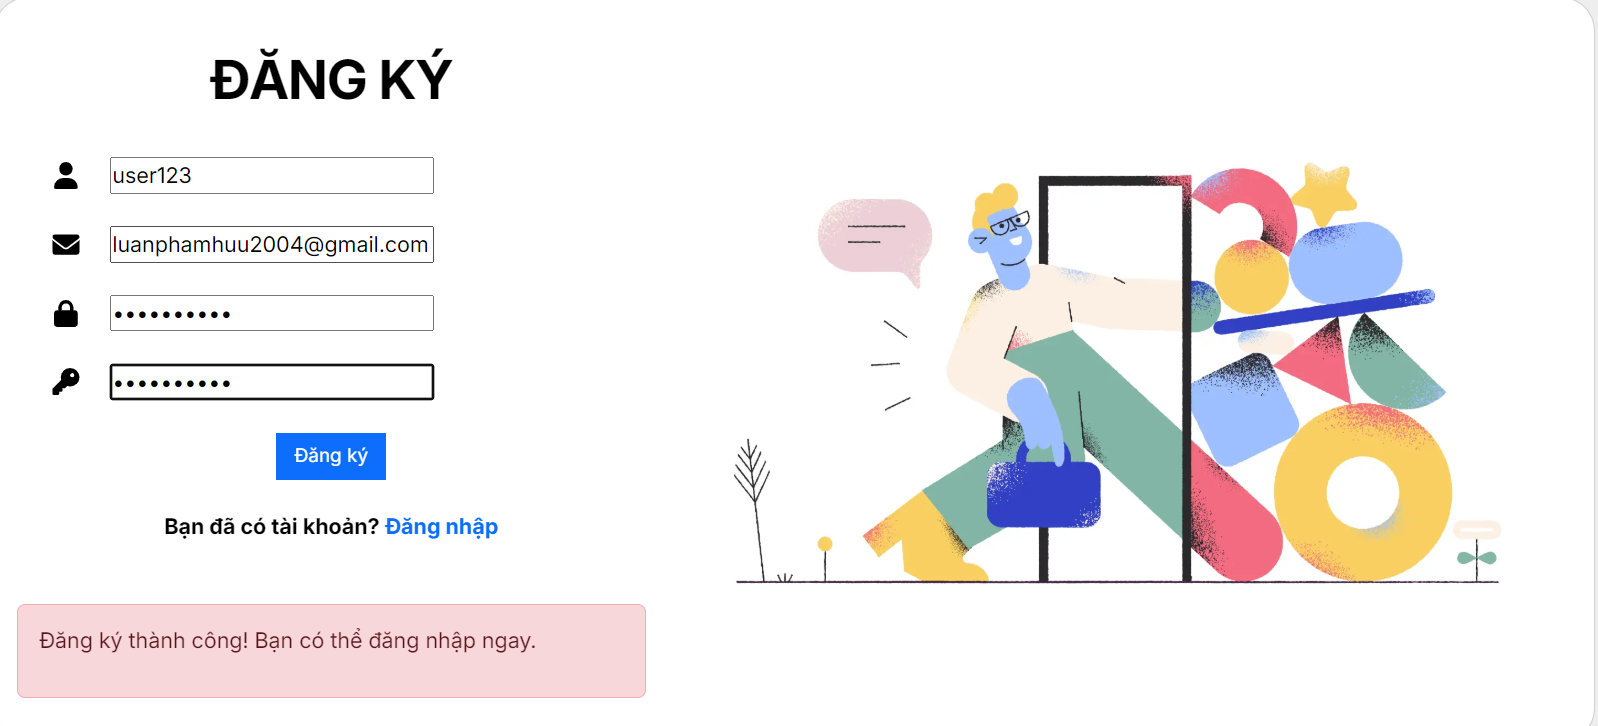 ĐĂNG KÝ
user123
luanphamhuu2004@gmail.com
••••••••••
••••••••••
Đăng ký
Bạn đã có tài khoản? Đăng nhập
Đăng ký thành công! Bạn có thể đăng nhập ngay.